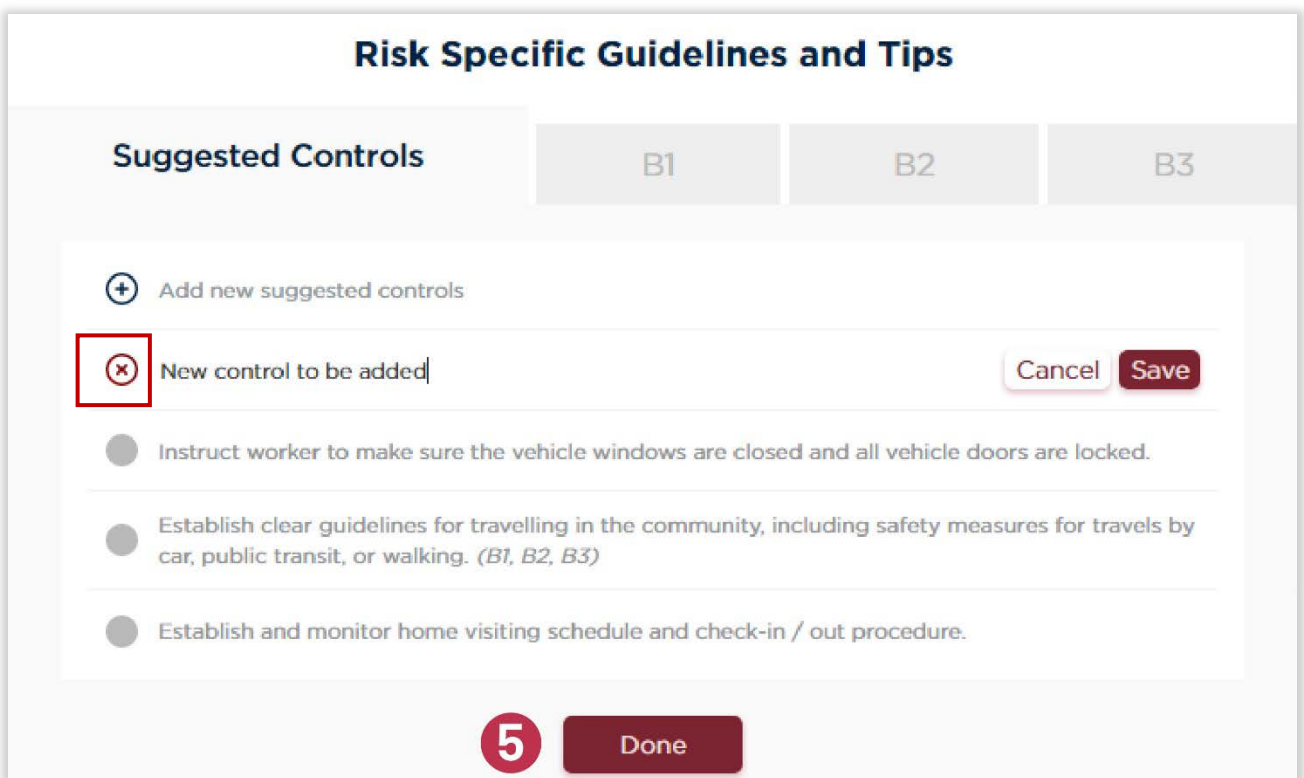 Risk Specific Guidelines and Tips
Suggested Controls
B1
B2
B3
Add new suggested controls
New control to be added
Cancel
Save
Instruct worker to make sure the vehicle windows are closed and all vehicle doors are locked.
Establish clear guidelines for travelling in the community, including safety measures for travels by
car, public transit, or walking. (B1, B2, B3)
Establish and monitor home visiting schedule and check-in / out procedure.
5
Done